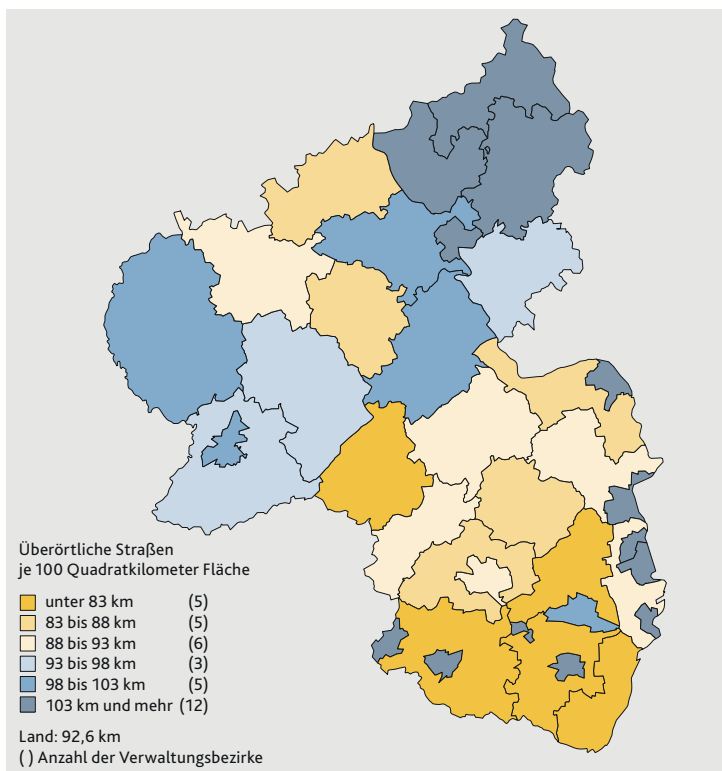 Überörtliche Straßen
je 100 Quadratkilometer Fläche
unter 83 km (5)
83 bis 88 km (5)
88 bis 93 km (6)
93 bis 98 km (3)
98 bis 103 km (5)
103 km und mehr (12)
Land: 92,6 km
( ) Anzahl der Verwaltungsbezirke